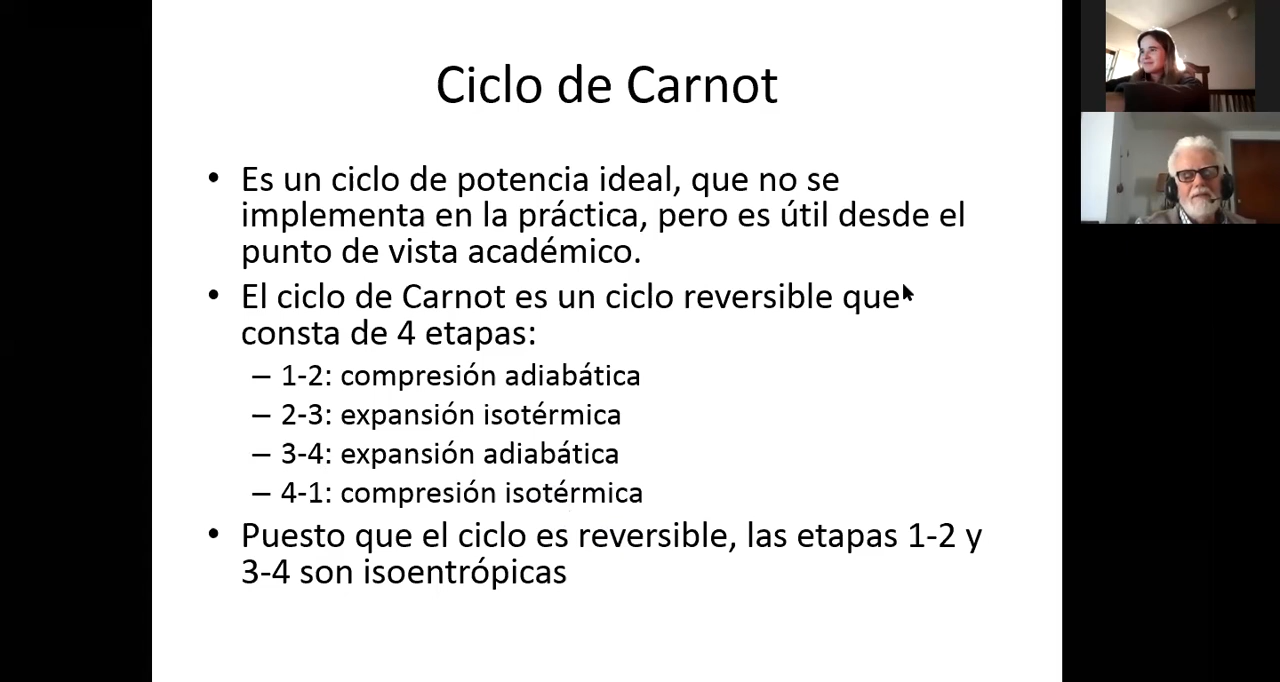 Ciclo de Carnot
• Es un ciclo de potencia ideal, que no se
implementa en la práctica, pero es útil desde el
punto de vista académico.
• El ciclo de Carnot es un ciclo reversible que
consta de 4 etapas:
– 1-2: compresión adiabática
– 2-3: expansión isotérmica
– 3-4: expansión adiabática
– 4-1: compresión isotérmica
• Puesto que el ciclo es reversible, las etapas 1-2 y
3-4 son isoentrópicas